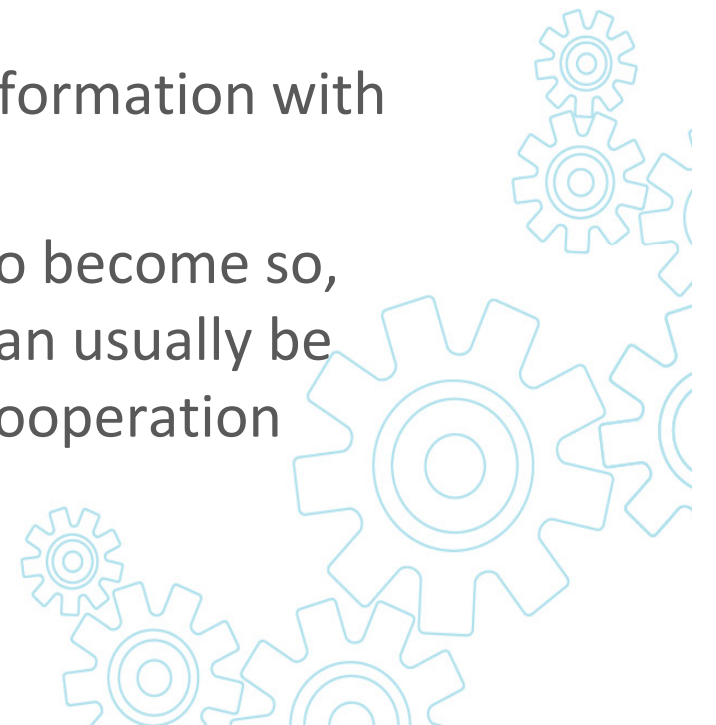 formation with
o become so,
an usually be
ooperation